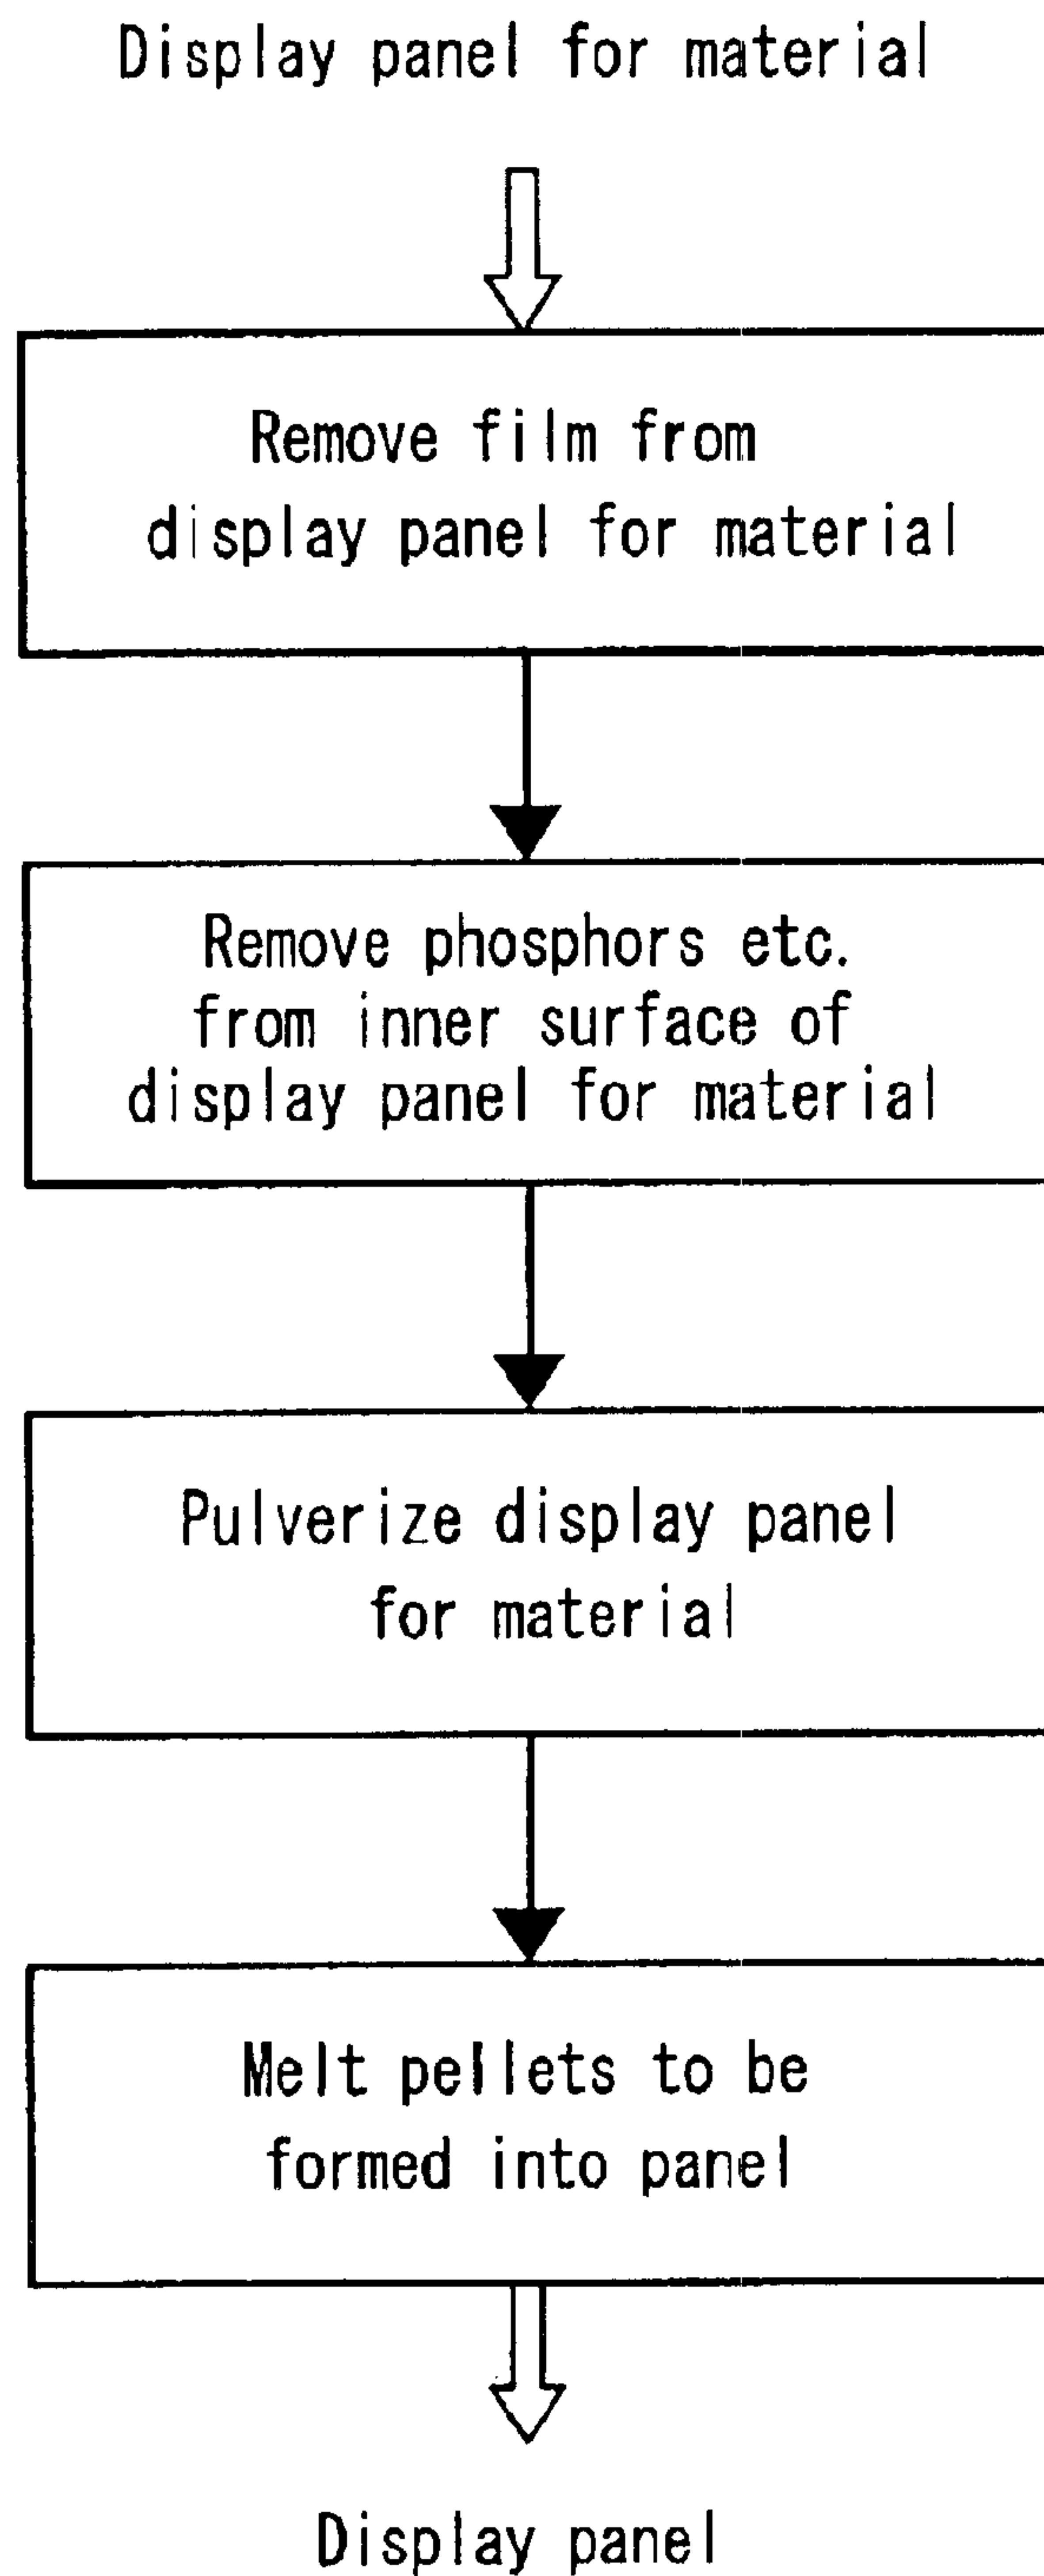 Display panel for material
Remove film from
display panel for material
Remove phosphors etc.
from inner surface of
display panel for material
Pulverize display panel
for material
Melt pellets to be
formed into panel
Display panel